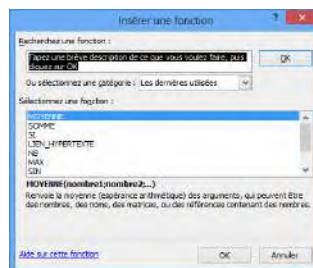 Insérer une fonction
?
Recherchez une fonction :
Tapez une brève description de ce que vous voulez faire, puis
cliquez sur OK
OK
Ou sélectionnez une catégorie : Les dernières utilisées
Sélectionnez une fonction :
MOYENNE
SOMME
SI
LIEN_HYPERTEXTE
NB
MAX
SIN
MOYENNE(nombre1;nombre2;...)
Renvoie la moyenne (espérance arithmétique) des arguments, qui peuvent être
des nombres, des noms, des matrices, ou des références contenant des nombres.
Aide sur cette fonction
OK
Annuler